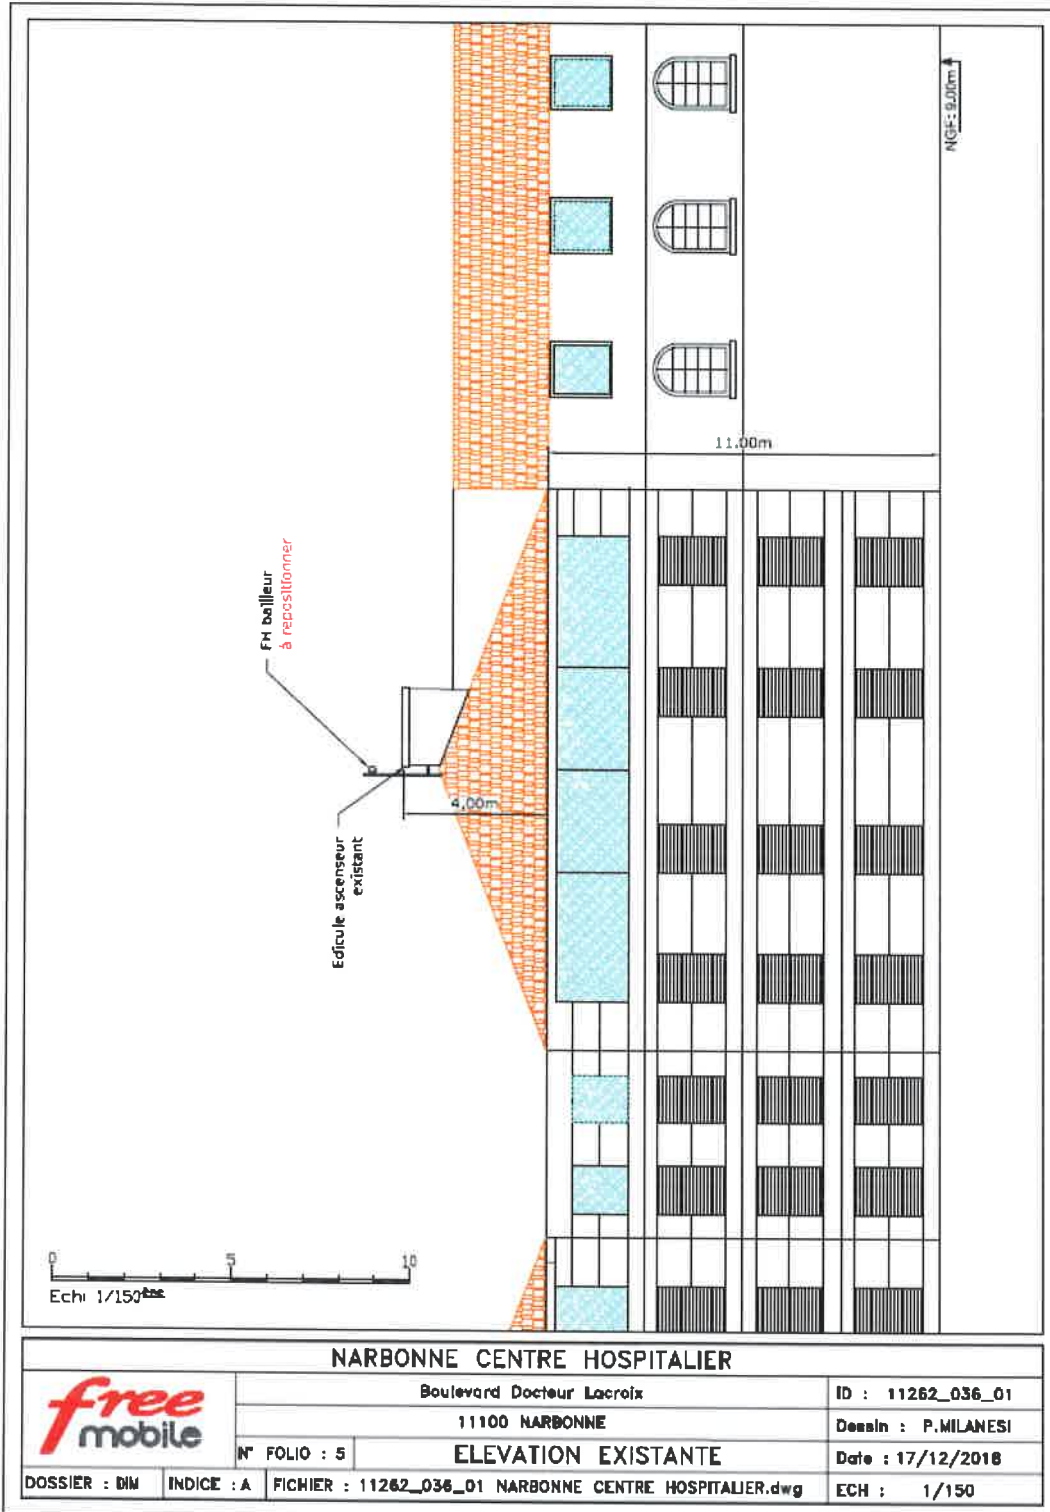 NGF: 9.00m
11.00m
FH bailleur
à repositionner
4,00m
Edicule ascenseur
existant
0 5 10
Ech: 1/150ème
NARBONNE CENTRE HOSPITALIER
free
mobile
Boulevard Docteur Lacroix
ID : 11262_036_01
11100 NARBONNE
Dessin : P.MILANESI
N° FOLIO : 5
ELEVATION EXISTANTE
Date : 17/12/2018
DOSSIER : DIM
INDICE : A
FICHIER : 11262_036_01 NARBONNE CENTRE HOSPITALIER.dwg
ECH : 1/150